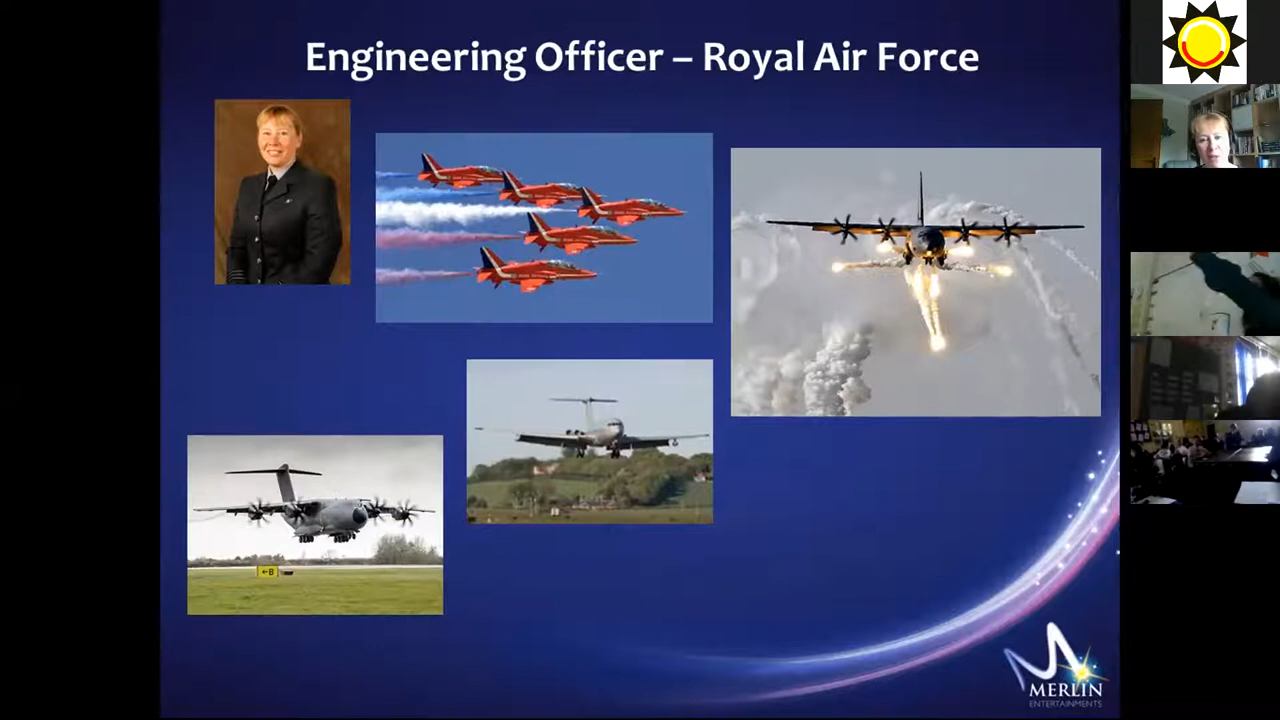 Engineering Officer – Royal Air Force
←B
MERLIN
ENTERTAINMENTS